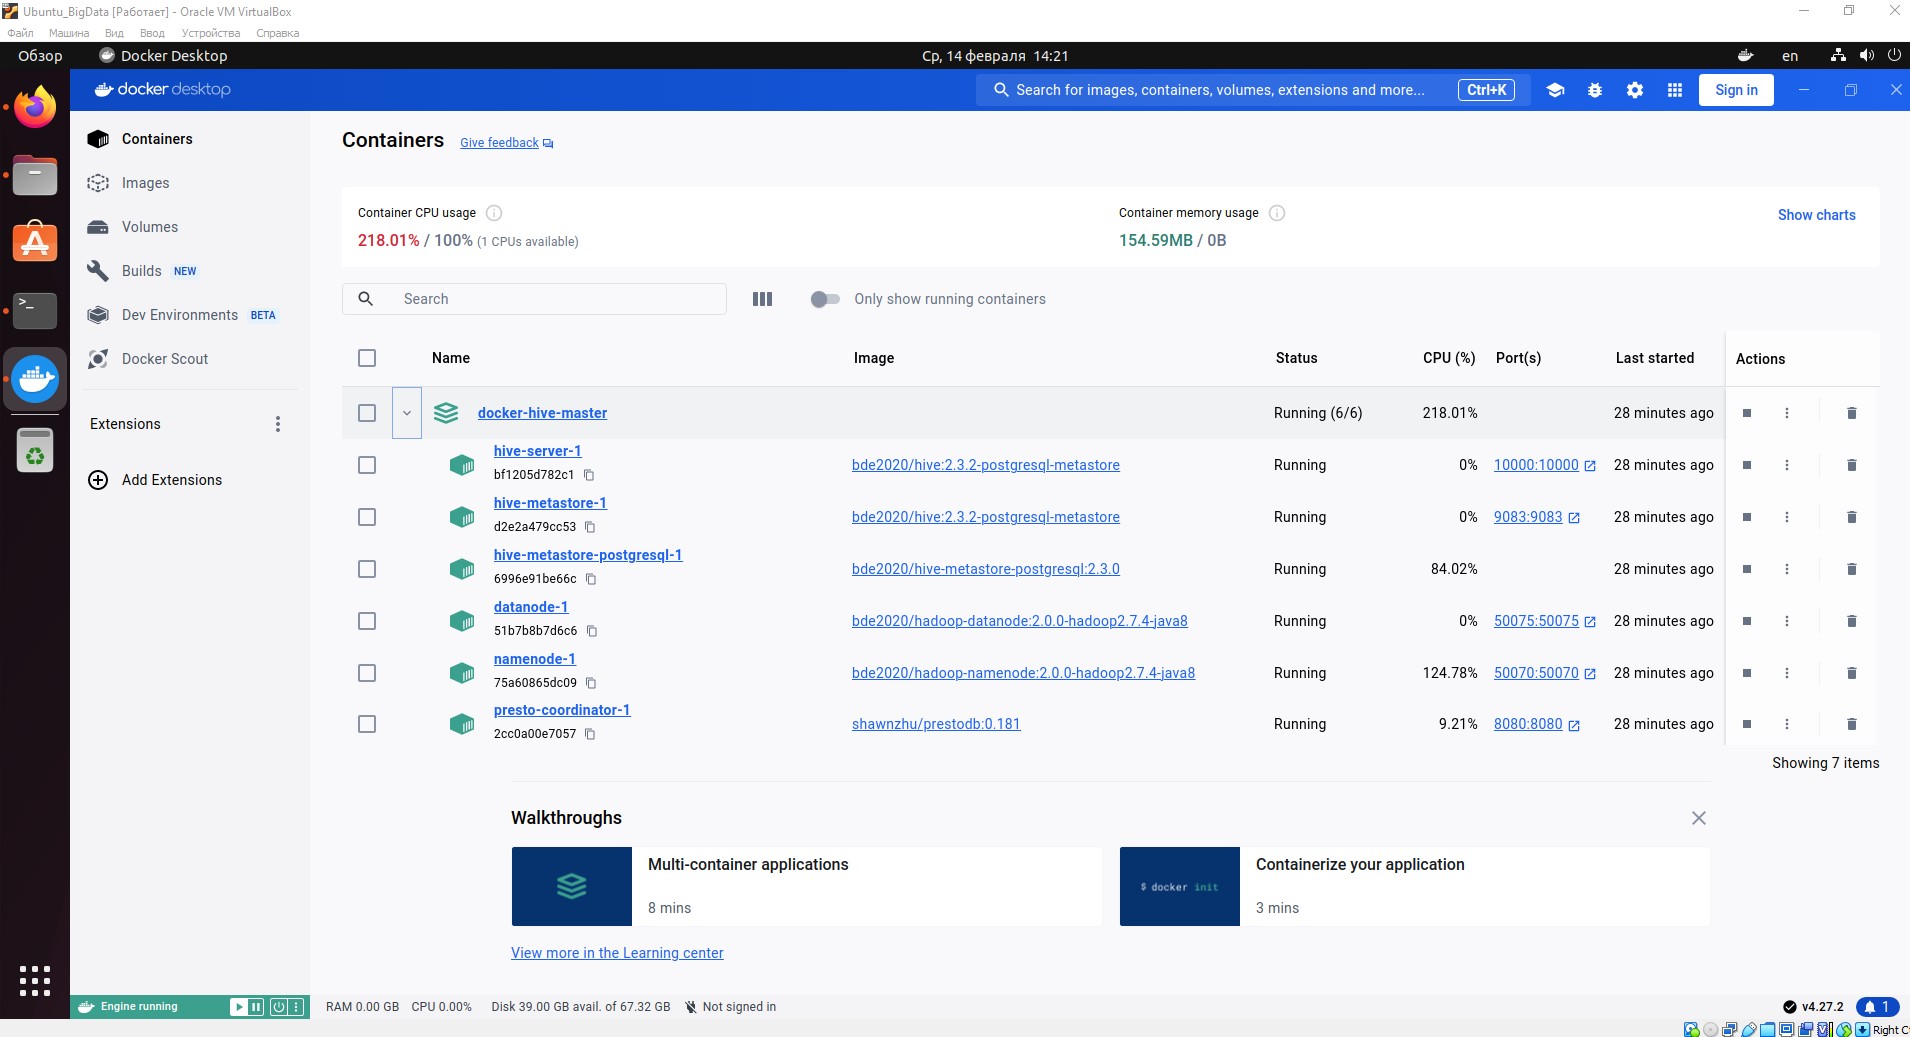 Ubuntu_BigData [Работает] - Oracle VM VirtualBox
Файл Машина Вид Ввод Устройства Справка
Обзор Docker Desktop Ср, 14 февраля 14:21 en
docker desktop Search for images, containers, volumes, extensions and more... Ctrl+K Sign in
Containers
Images
Volumes
Builds NEW
Dev Environments BETA
Docker Scout
Extensions
Add Extensions
Containers Give feedback
Container CPU usage
218.01% / 100% (1 CPUs available)
Container memory usage
154.59MB / 0B
Show charts
Search Only show running containers
Name Image Status CPU (%) Port(s) Last started Actions
docker-hive-master Running (6/6) 218.01% 28 minutes ago
hive-server-1
bf1205d782c1
bde2020/hive:2.3.2-postgresql-metastore Running 0% 10000:10000 28 minutes ago
hive-metastore-1
d2e2a479cc53
bde2020/hive:2.3.2-postgresql-metastore Running 0% 9083:9083 28 minutes ago
hive-metastore-postgresql-1
6996e91be66c
bde2020/hive-metastore-postgresql:2.3.0 Running 84.02% 28 minutes ago
datanode-1
51b7b8b7d6c6
bde2020/hadoop-datanode:2.0.0-hadoop2.7.4-java8 Running 0% 50075:50075 28 minutes ago
namenode-1
75a60865dc09
bde2020/hadoop-namenode:2.0.0-hadoop2.7.4-java8 Running 124.78% 50070:50070 28 minutes ago
presto-coordinator-1
2cc0a00e7057
shawnzhu/prestodb:0.181 Running 9.21% 8080:8080 28 minutes ago
Showing 7 items
Walkthroughs
Multi-container applications
8 mins
$ docker init
Containerize your application
3 mins
View more in the Learning center
Engine running RAM 0.00 GB CPU 0.00% Disk 39.00 GB avail. of 67.32 GB Not signed in v4.27.2 1
Right C